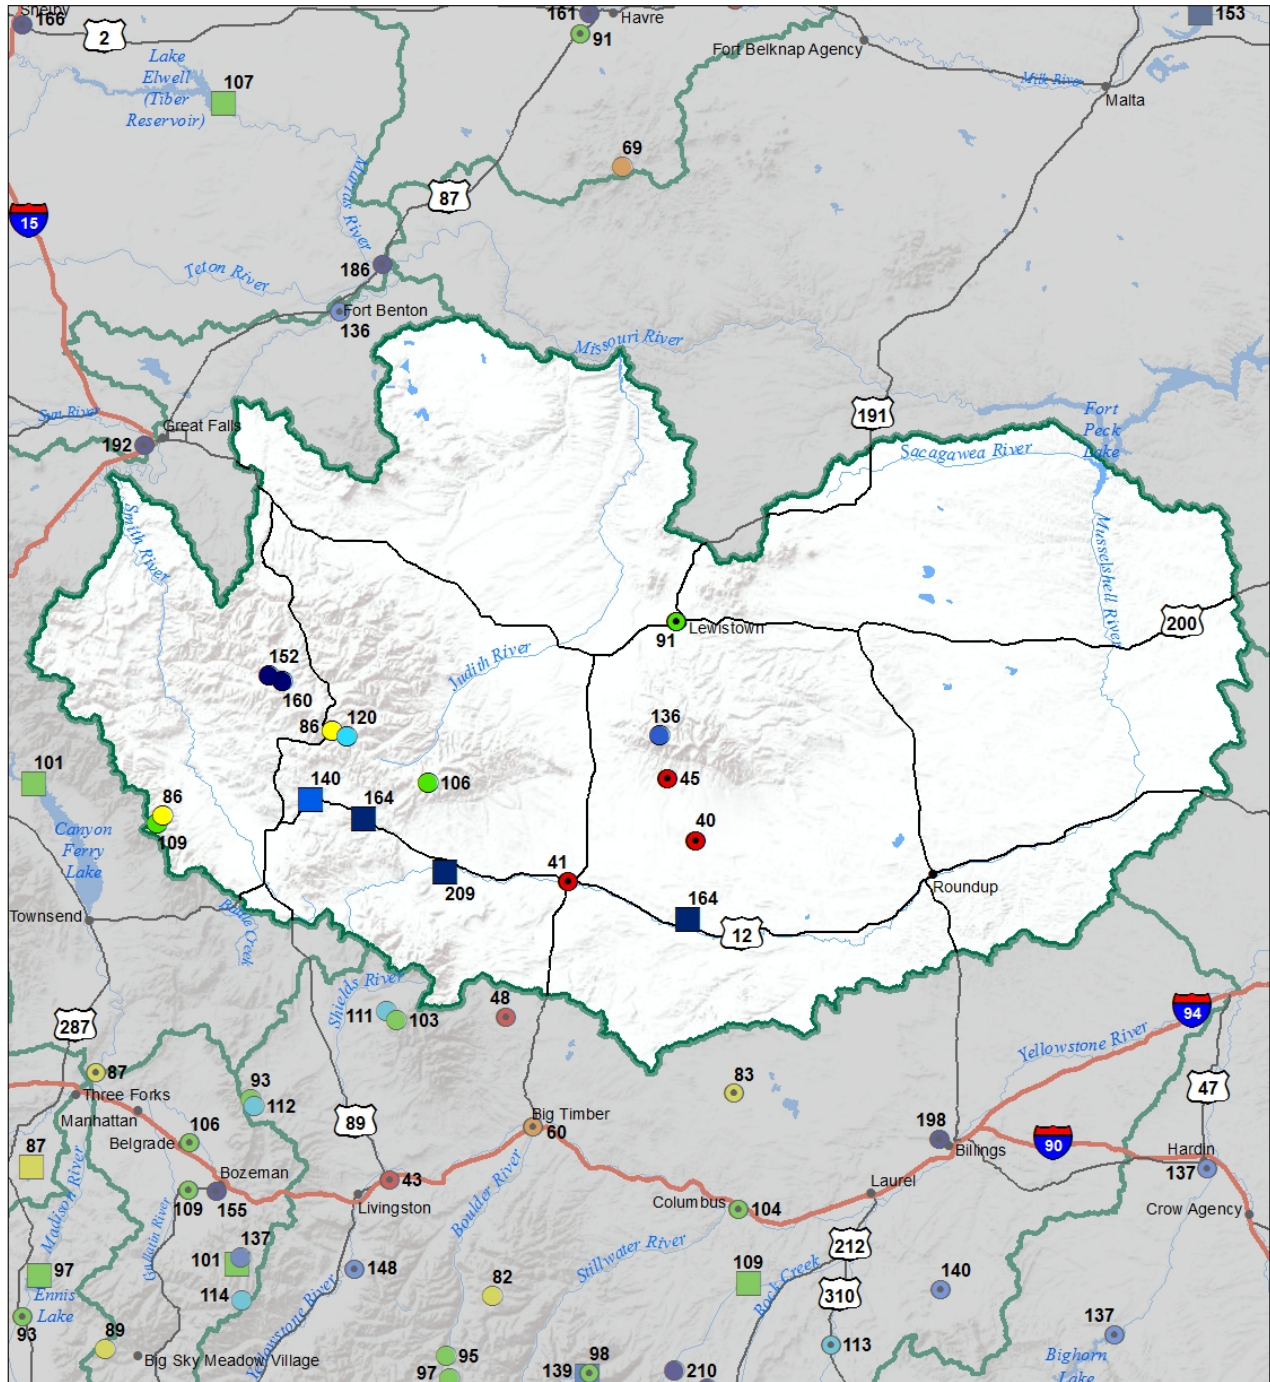 Shelby
166
2
161
Havre
91
153
Fort Belknap Agency
Lake
Elwell
(Tiber
Reservoir)
107
Milk River
Malta
69
Marias River
87
15
Teton River
186
Fort Benton
136
Missouri River
191
Fort
Peck
Lake
Sun River
Great Falls
192
Sacagawea River
Smith River
Musselshell River
200
91
Lewistown
152
160
Judith River
86
120
136
101
140
106
45
86
164
40
109
Canyon
Ferry
Lake
41
209
Roundup
164
12
Townsend
Battle Creek
Shields River
48
111
103
287
94
Yellowstone River
87
Three Forks
93
112
83
47
Manhattan
Big Timber
60
106
Belgrade
89
198
Billings
90
Hardin
137
87
Bozeman
43
109
155
Livingston
Laurel
Columbus
104
Crow Agency
Madison River
Gallatin River
Boulder River
137
101
148
212
109
Stillwater River
Rock Creek
97
Ennis
Lake
114
82
310
140
93
Yellowstone River
137
89
Big Sky Meadow Village
95
97
139
98
210
113
Bighorn
Lake